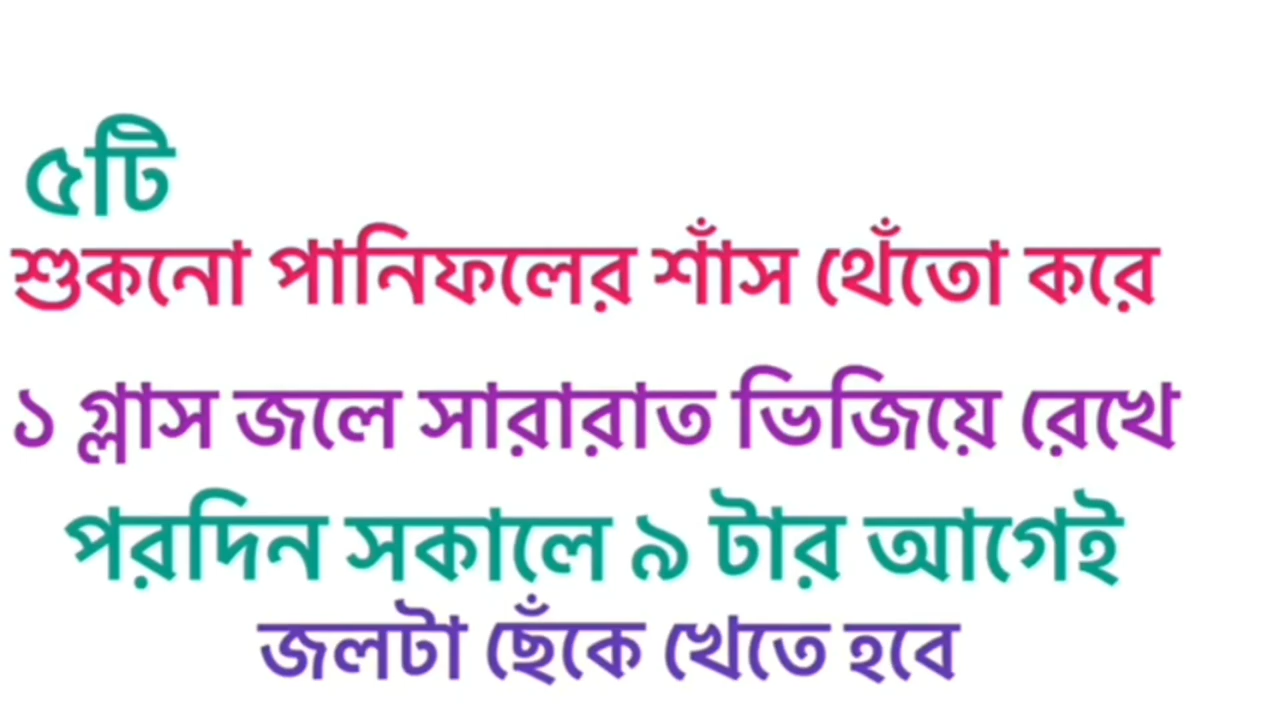 ৫টি
শুকনো পানিফলের শাঁস থেঁতো করে
১ গ্লাস জলে সারারাত ভিজিয়ে রেখে
পরদিন সকালে ৯ টার আগেই
জলটা ছেঁকে খেতে হবে